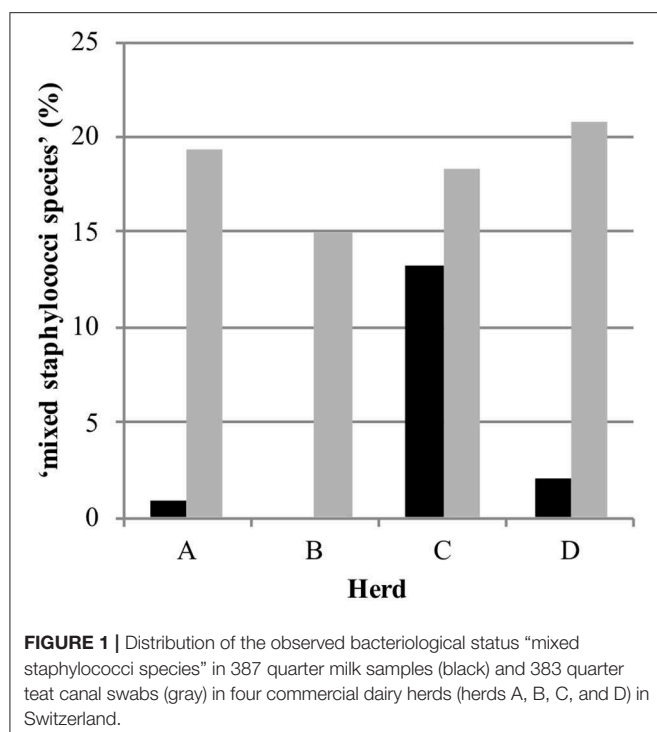 25
20
15
10
5
0
'mixed staphylococci species' (%)
A B C D
Herd
FIGURE 1 | Distribution of the observed bacteriological status “mixed
staphylococci species” in 387 quarter milk samples (black) and 383 quarter
teat canal swabs (gray) in four commercial dairy herds (herds A, B, C, and D) in
Switzerland.